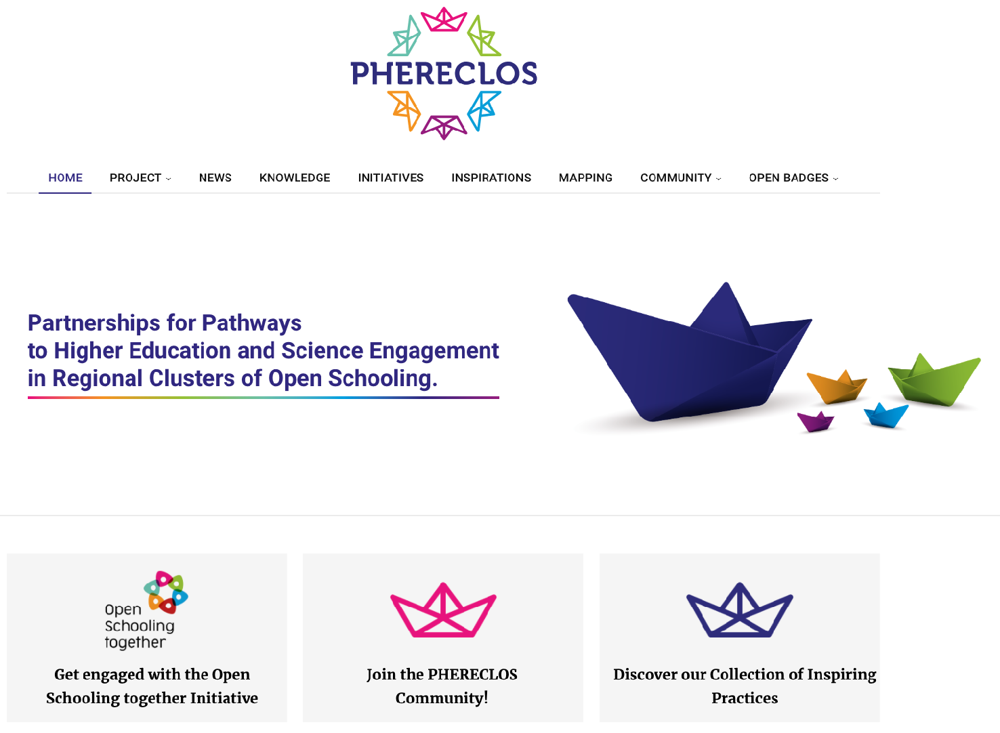 PHERECLOS
HOME PROJECT NEWS KNOWLEDGE INITIATIVES INSPIRATIONS MAPPING COMMUNITY OPEN BADGES
Partnerships for Pathways
to Higher Education and Science Engagement
in Regional Clusters of Open Schooling.
Open
Schooling
together
Get engaged with the Open
Schooling together Initiative
Join the PHERECLOS
Community!
Discover our Collection of Inspiring
Practices